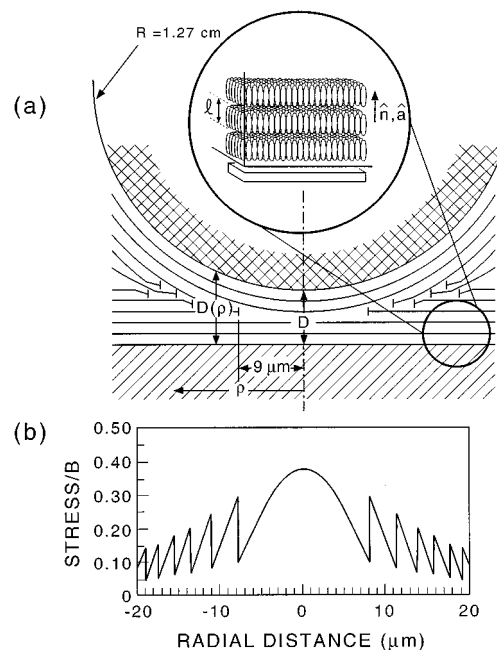 (a)
R = 1.27 cm
ℓ
n̂,â
D(ρ)
D
9 μm
ρ
(b)
STRESS/B
0.50
0.40
0.30
0.20
0.10
-20
-10
0
10
20
RADIAL DISTANCE (μm)